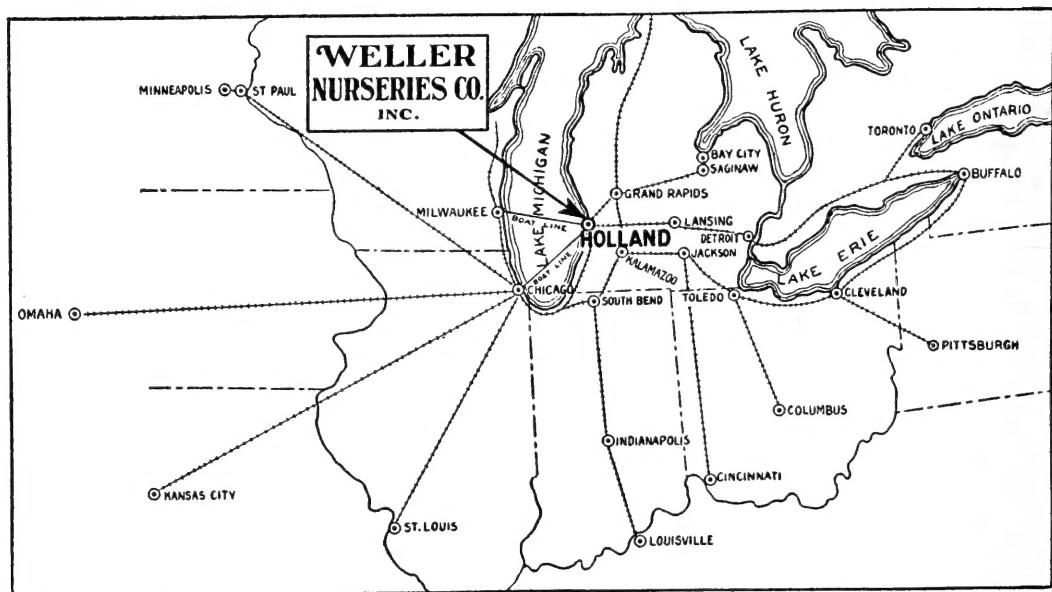 WELLER
NURSERIES CO.
INC.
MINNEAPOLIS
ST PAUL
LAKE HURON
LAKE ONTARIO
TORONTO
BAY CITY
SAGINAW
BUFFALO
LAKE MICHIGAN
GRAND RAPIDS
MILWAUKEE
BOAT LINE
LANSING
HOLLAND
DETROIT
JACKSON
KALAMAZOO
LAKE ERIE
BOAT LINE
CHICAGO
SOUTH BEND
TOLEDO
CLEVELAND
OMAHA
PITTSBURGH
COLUMBUS
INDIANAPOLIS
CINCINNATI
KANSAS CITY
ST. LOUIS
LOUISVILLE